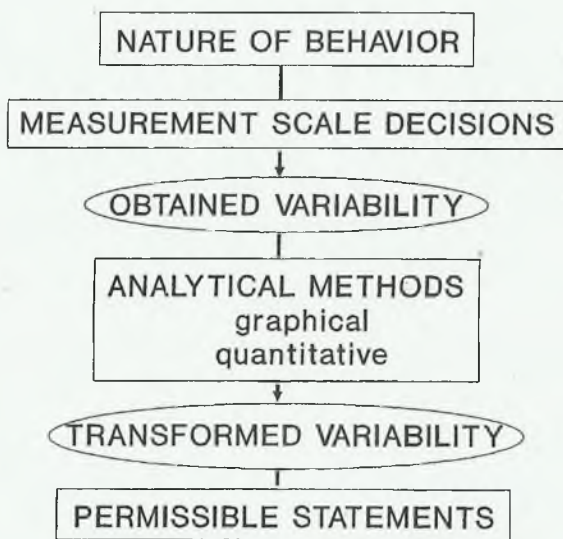 NATURE OF BEHAVIOR
MEASUREMENT SCALE DECISIONS
OBTAINED VARIABILITY
ANALYTICAL METHODS
graphical
quantitative
TRANSFORMED VARIABILITY
PERMISSIBLE STATEMENTS